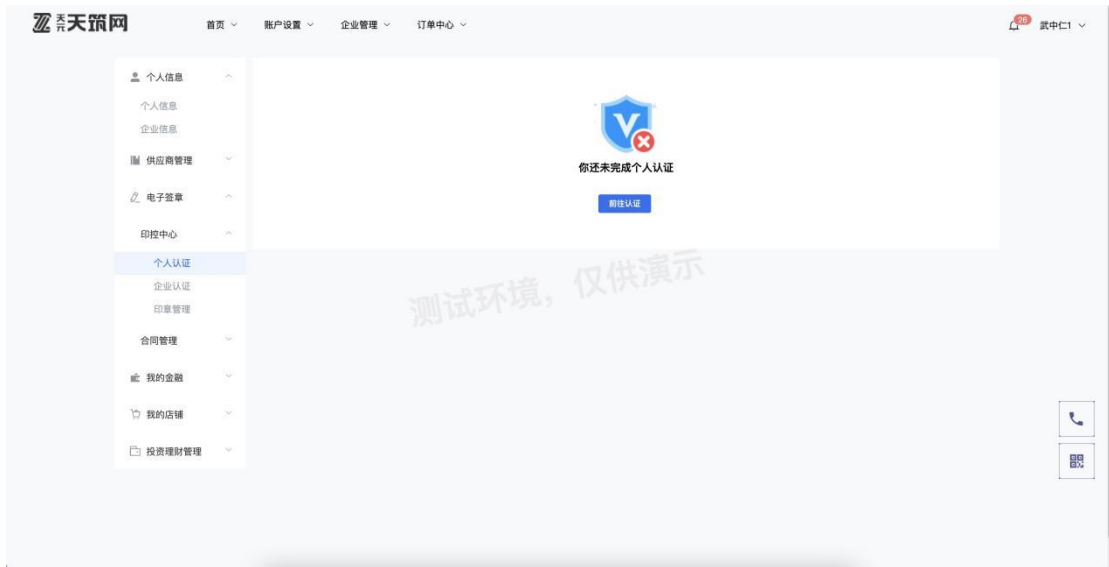 天元 天筑网
首页 账户设置 企业管理 订单中心
26 武中仁1
个人信息
个人信息
企业信息
供应商管理
电子签章
印控中心
个人认证
企业认证
印章管理
合同管理
我的金融
我的店铺
投资理财管理
V
你还未完成个人认证
前往认证
测试环境，仅供演示